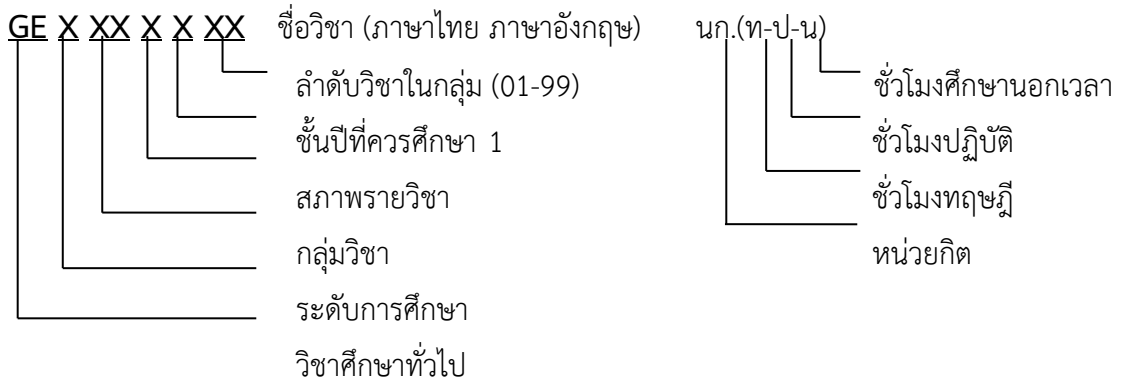 GE X XX X X XX ชื่อวิชา (ภาษาไทย ภาษาอังกฤษ) นก.(ท-ป-น)
ลำดับวิชาในกลุ่ม (01-99) ชั่วโมงศึกษานอกเวลา
ชั้นปีที่ควรศึกษา 1 ชั่วโมงปฏิบัติ
สภาพรายวิชา ชั่วโมงทฤษฎี
กลุ่มวิชา หน่วยกิต
ระดับการศึกษา
วิชาศึกษาทั่วไป